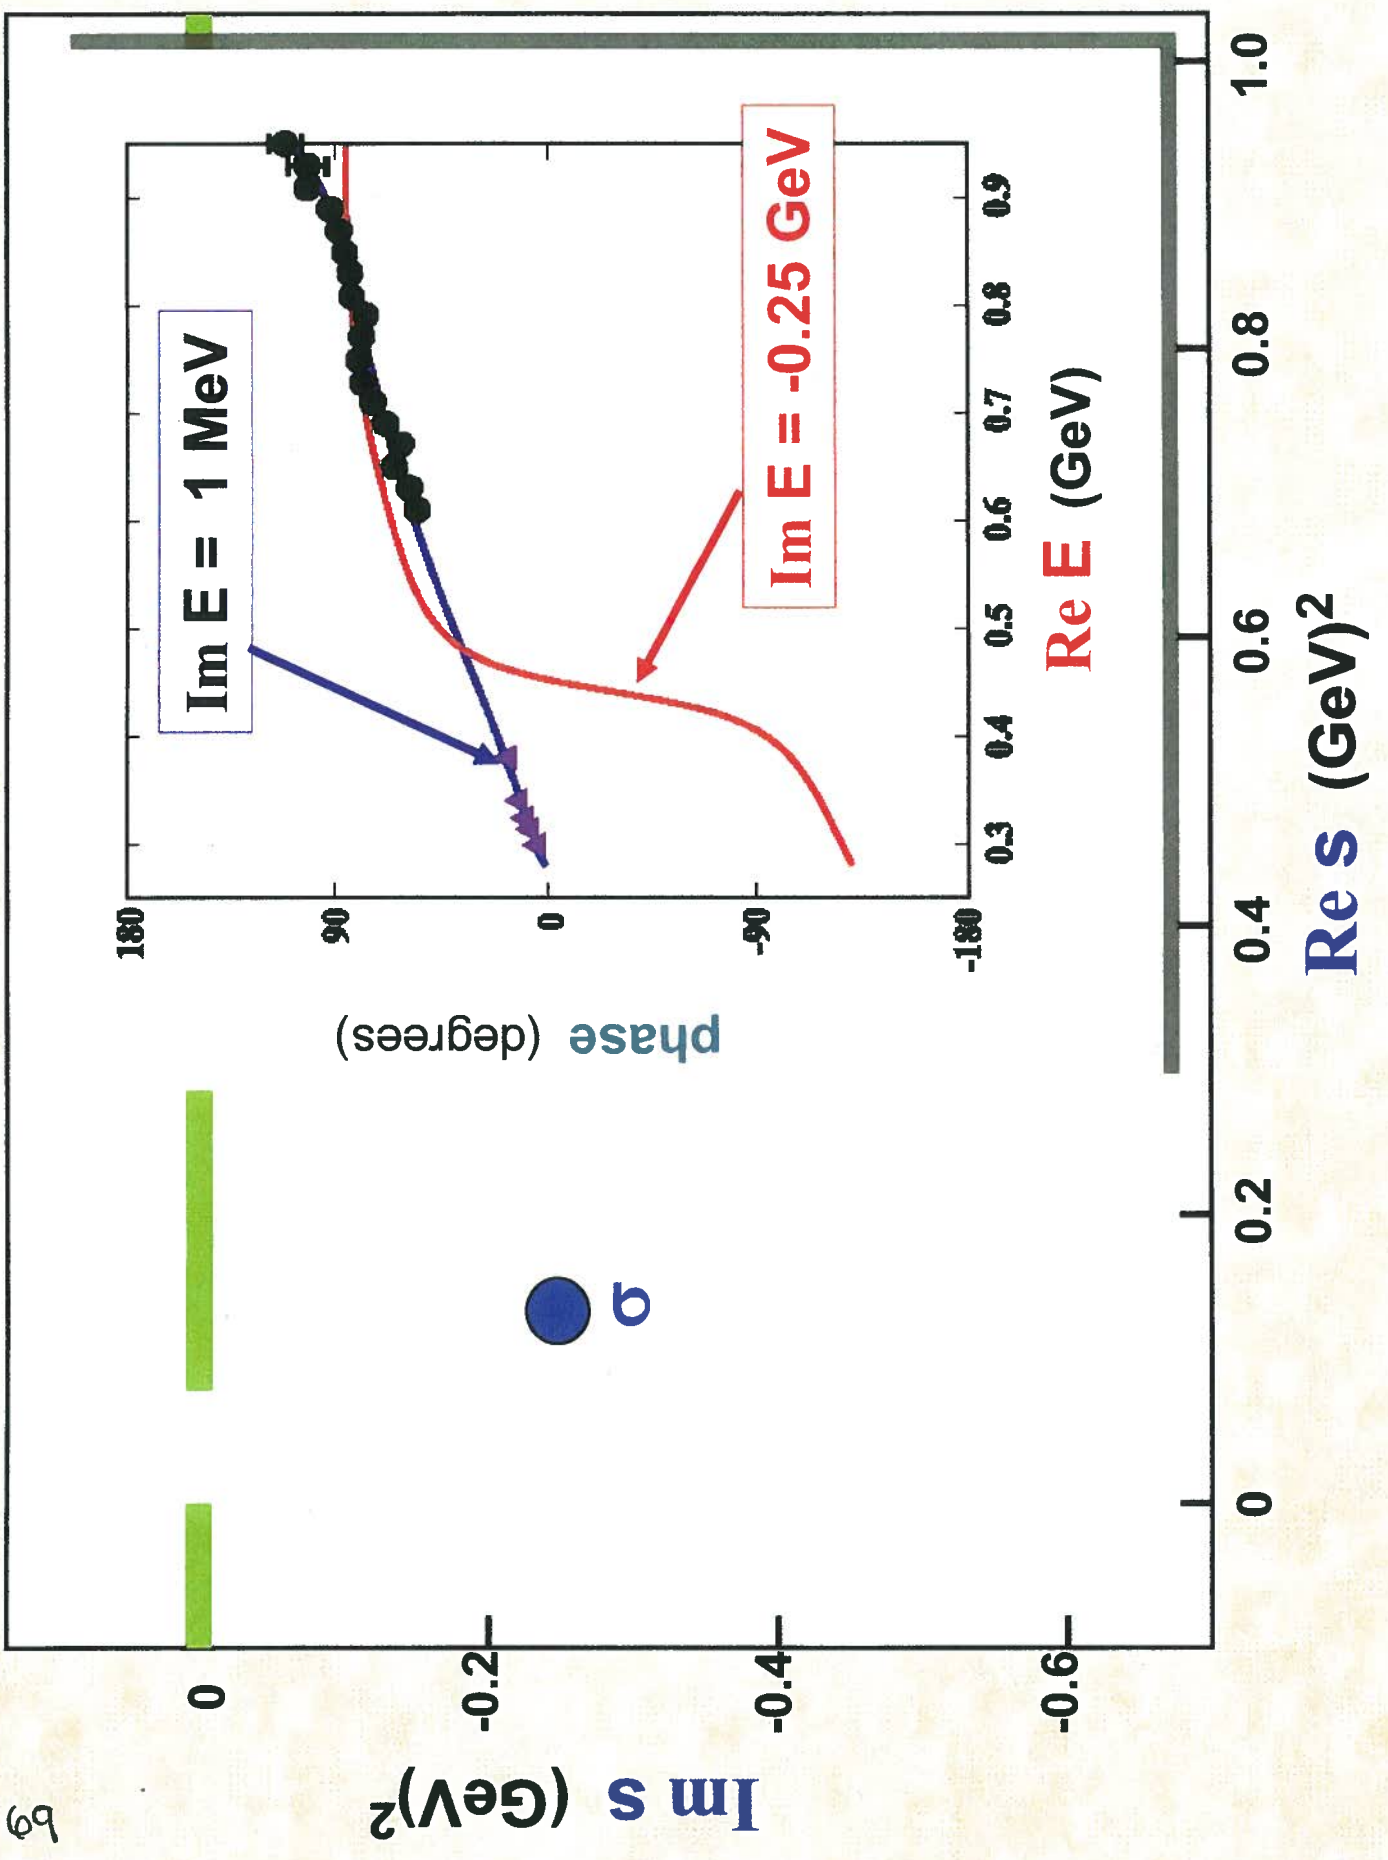 69
Im s (GeV)2
0
-0.2
-0.4
-0.6
σ
phase (degrees)
180
90
0
-90
-180
Im E = 1 MeV
Im E = -0.25 GeV
0.3 0.4 0.5 0.6 0.7 0.8 0.9
Re E (GeV)
0 0.2 0.4 0.6 0.8 1.0
Re s (GeV)2